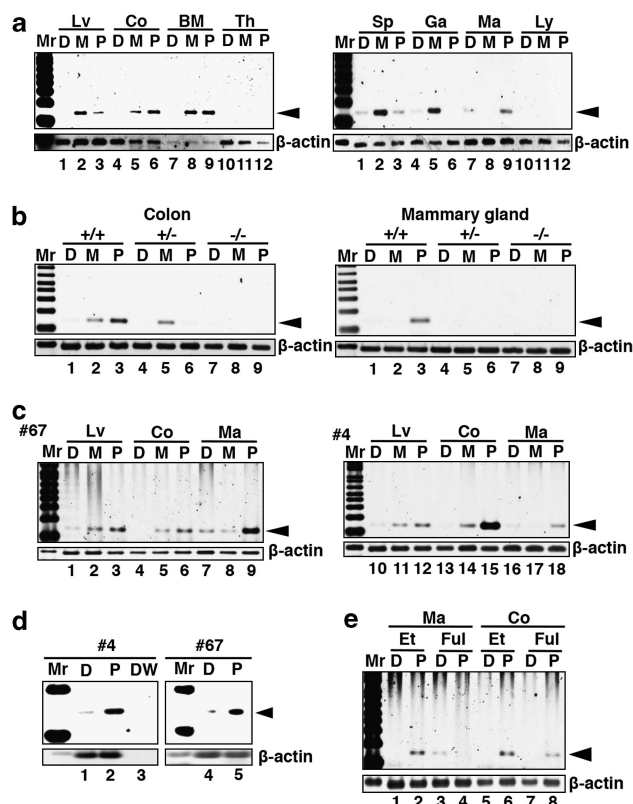 a
Lv Co BM Th
Mr D M P D M P D M P D M P
β-actin
1 2 3 4 5 6 7 8 9 10 11 12
Sp Ga Ma Ly
Mr D M P D M P D M P D M P
β-actin
1 2 3 4 5 6 7 8 9 10 11 12
b
Colon
+/+ +/- -/-
Mr D M P D M P D M P
β-actin
1 2 3 4 5 6 7 8 9
Mammary gland
+/+ +/- -/-
Mr D M P D M P D M P
β-actin
1 2 3 4 5 6 7 8 9
c
#67 Lv Co Ma
Mr D M P D M P D M P
β-actin
1 2 3 4 5 6 7 8 9
#4 Lv Co Ma
Mr D M P D M P D M P
β-actin
10 11 12 13 14 15 16 17 18
d
#4 #67
Mr D P DW Mr D P
β-actin
1 2 3 4 5
e
Ma Co
Et Ful Et Ful
Mr D P D P D P D P
β-actin
1 2 3 4 5 6 7 8